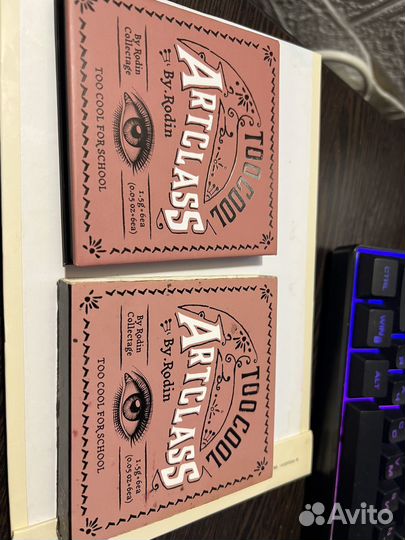 TOO COOL
ARTCLASS
By.Rodin
By Rodin
Collectage
1.5g×6ea
(0.05 oz×6ea)
TOO COOL FOR SCHOOL
TOO COOL
ARTCLASS
By.Rodin
By Rodin
Collectage
1.5g×6ea
(0.05 oz×6ea)
TOO COOL FOR SCHOOL
CTRL
WIN
ALT
Avito